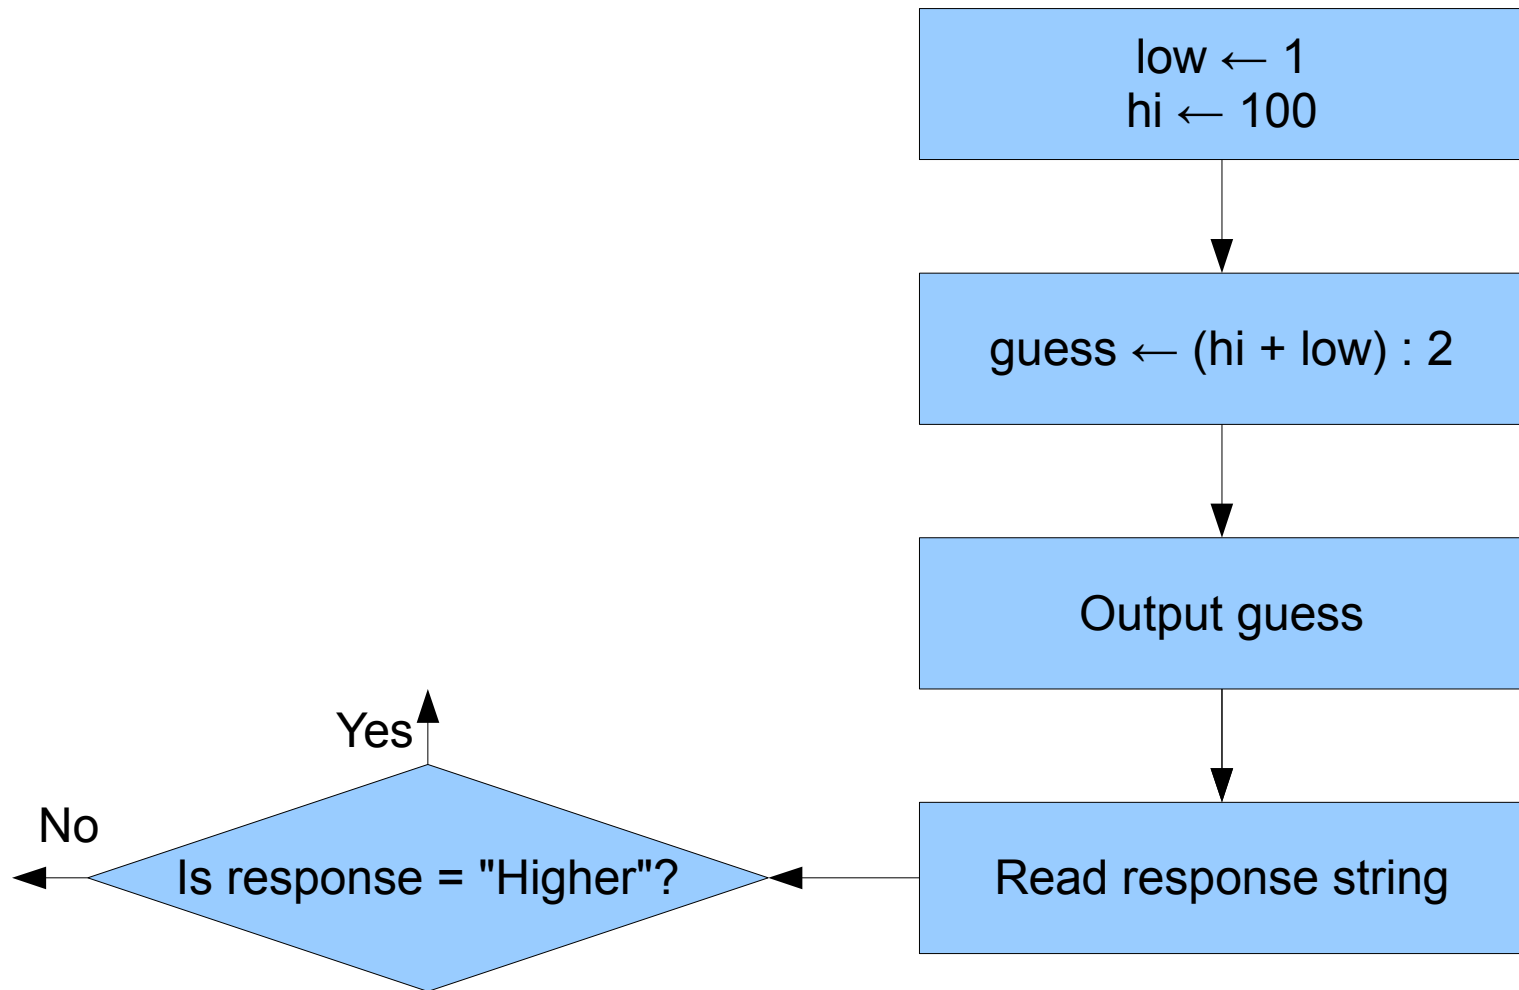 low ← 1
hi ← 100
guess ← (hi + low) : 2
Output guess
Read response string
Is response = "Higher"?
Yes
No